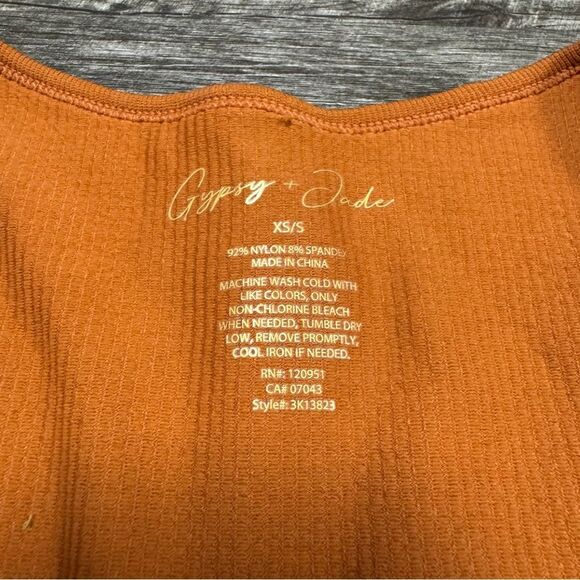 Gypsy + Jade
XS/S
92% NYLON 8% SPANDEX
MADE IN CHINA
MACHINE WASH COLD WITH
LIKE COLORS, ONLY
NON-CHLORINE BLEACH
WHEN NEEDED, TUMBLE DRY
LOW, REMOVE PROMPTLY,
COOL IRON IF NEEDED.
RN#: 120951
CA# 07043
Style#: 3K13823